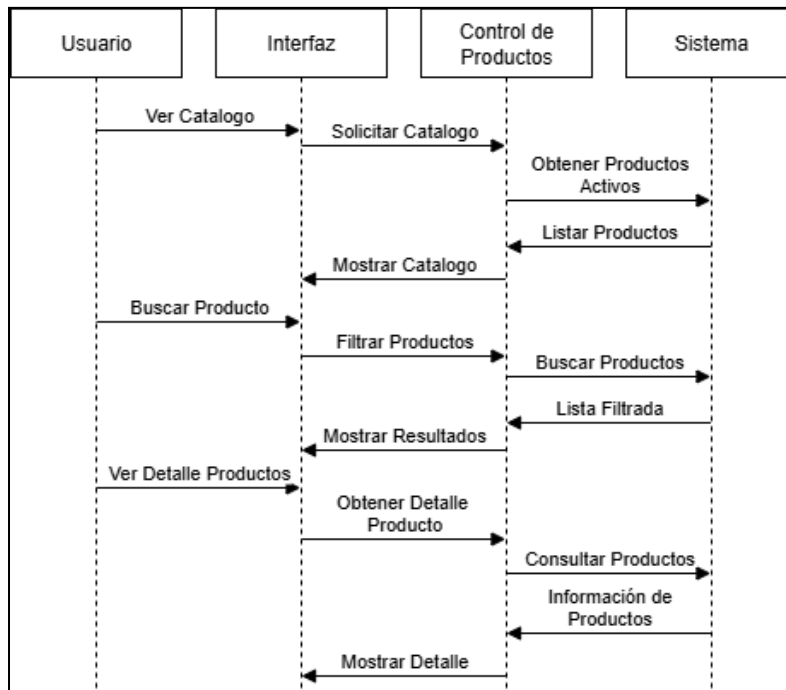 Usuario
Interfaz
Control de
Productos
Sistema
Ver Catalogo
Solicitar Catalogo
Obtener Productos
Activos
Listar Productos
Mostrar Catalogo
Buscar Producto
Filtrar Productos
Buscar Productos
Lista Filtrada
Mostrar Resultados
Ver Detalle Productos
Obtener Detalle
Producto
Consultar Productos
Información de
Productos
Mostrar Detalle